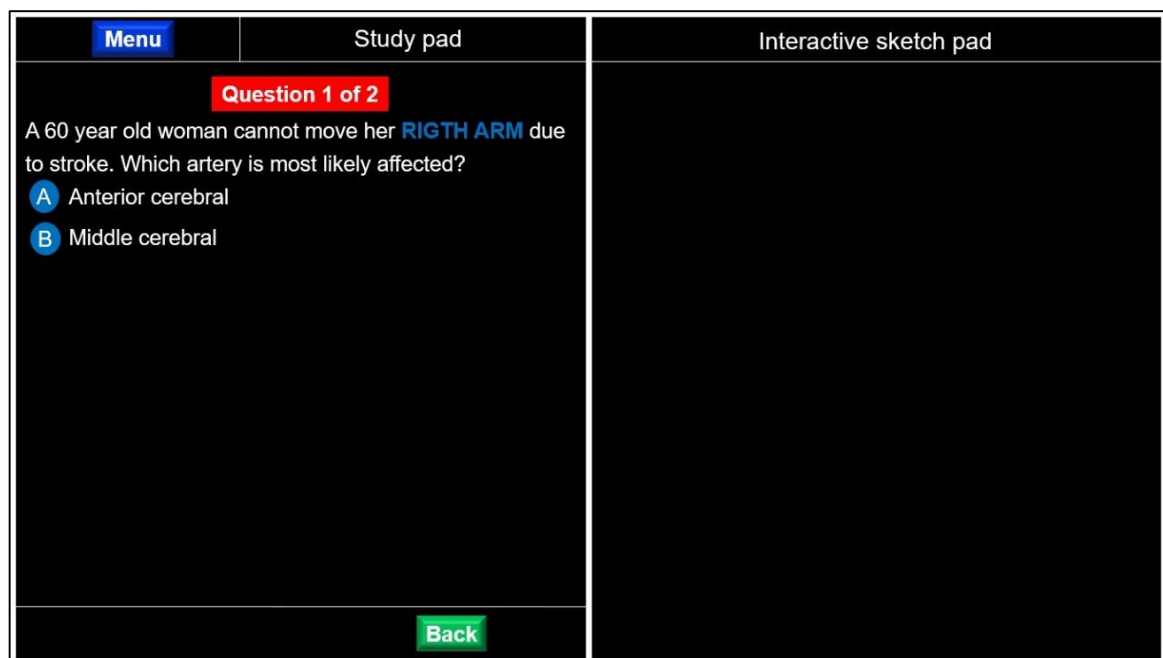 Menu
Study pad
Interactive sketch pad
Question 1 of 2
A 60 year old woman cannot move her RIGTH ARM due
to stroke. Which artery is most likely affected?
A Anterior cerebral
B Middle cerebral
Back